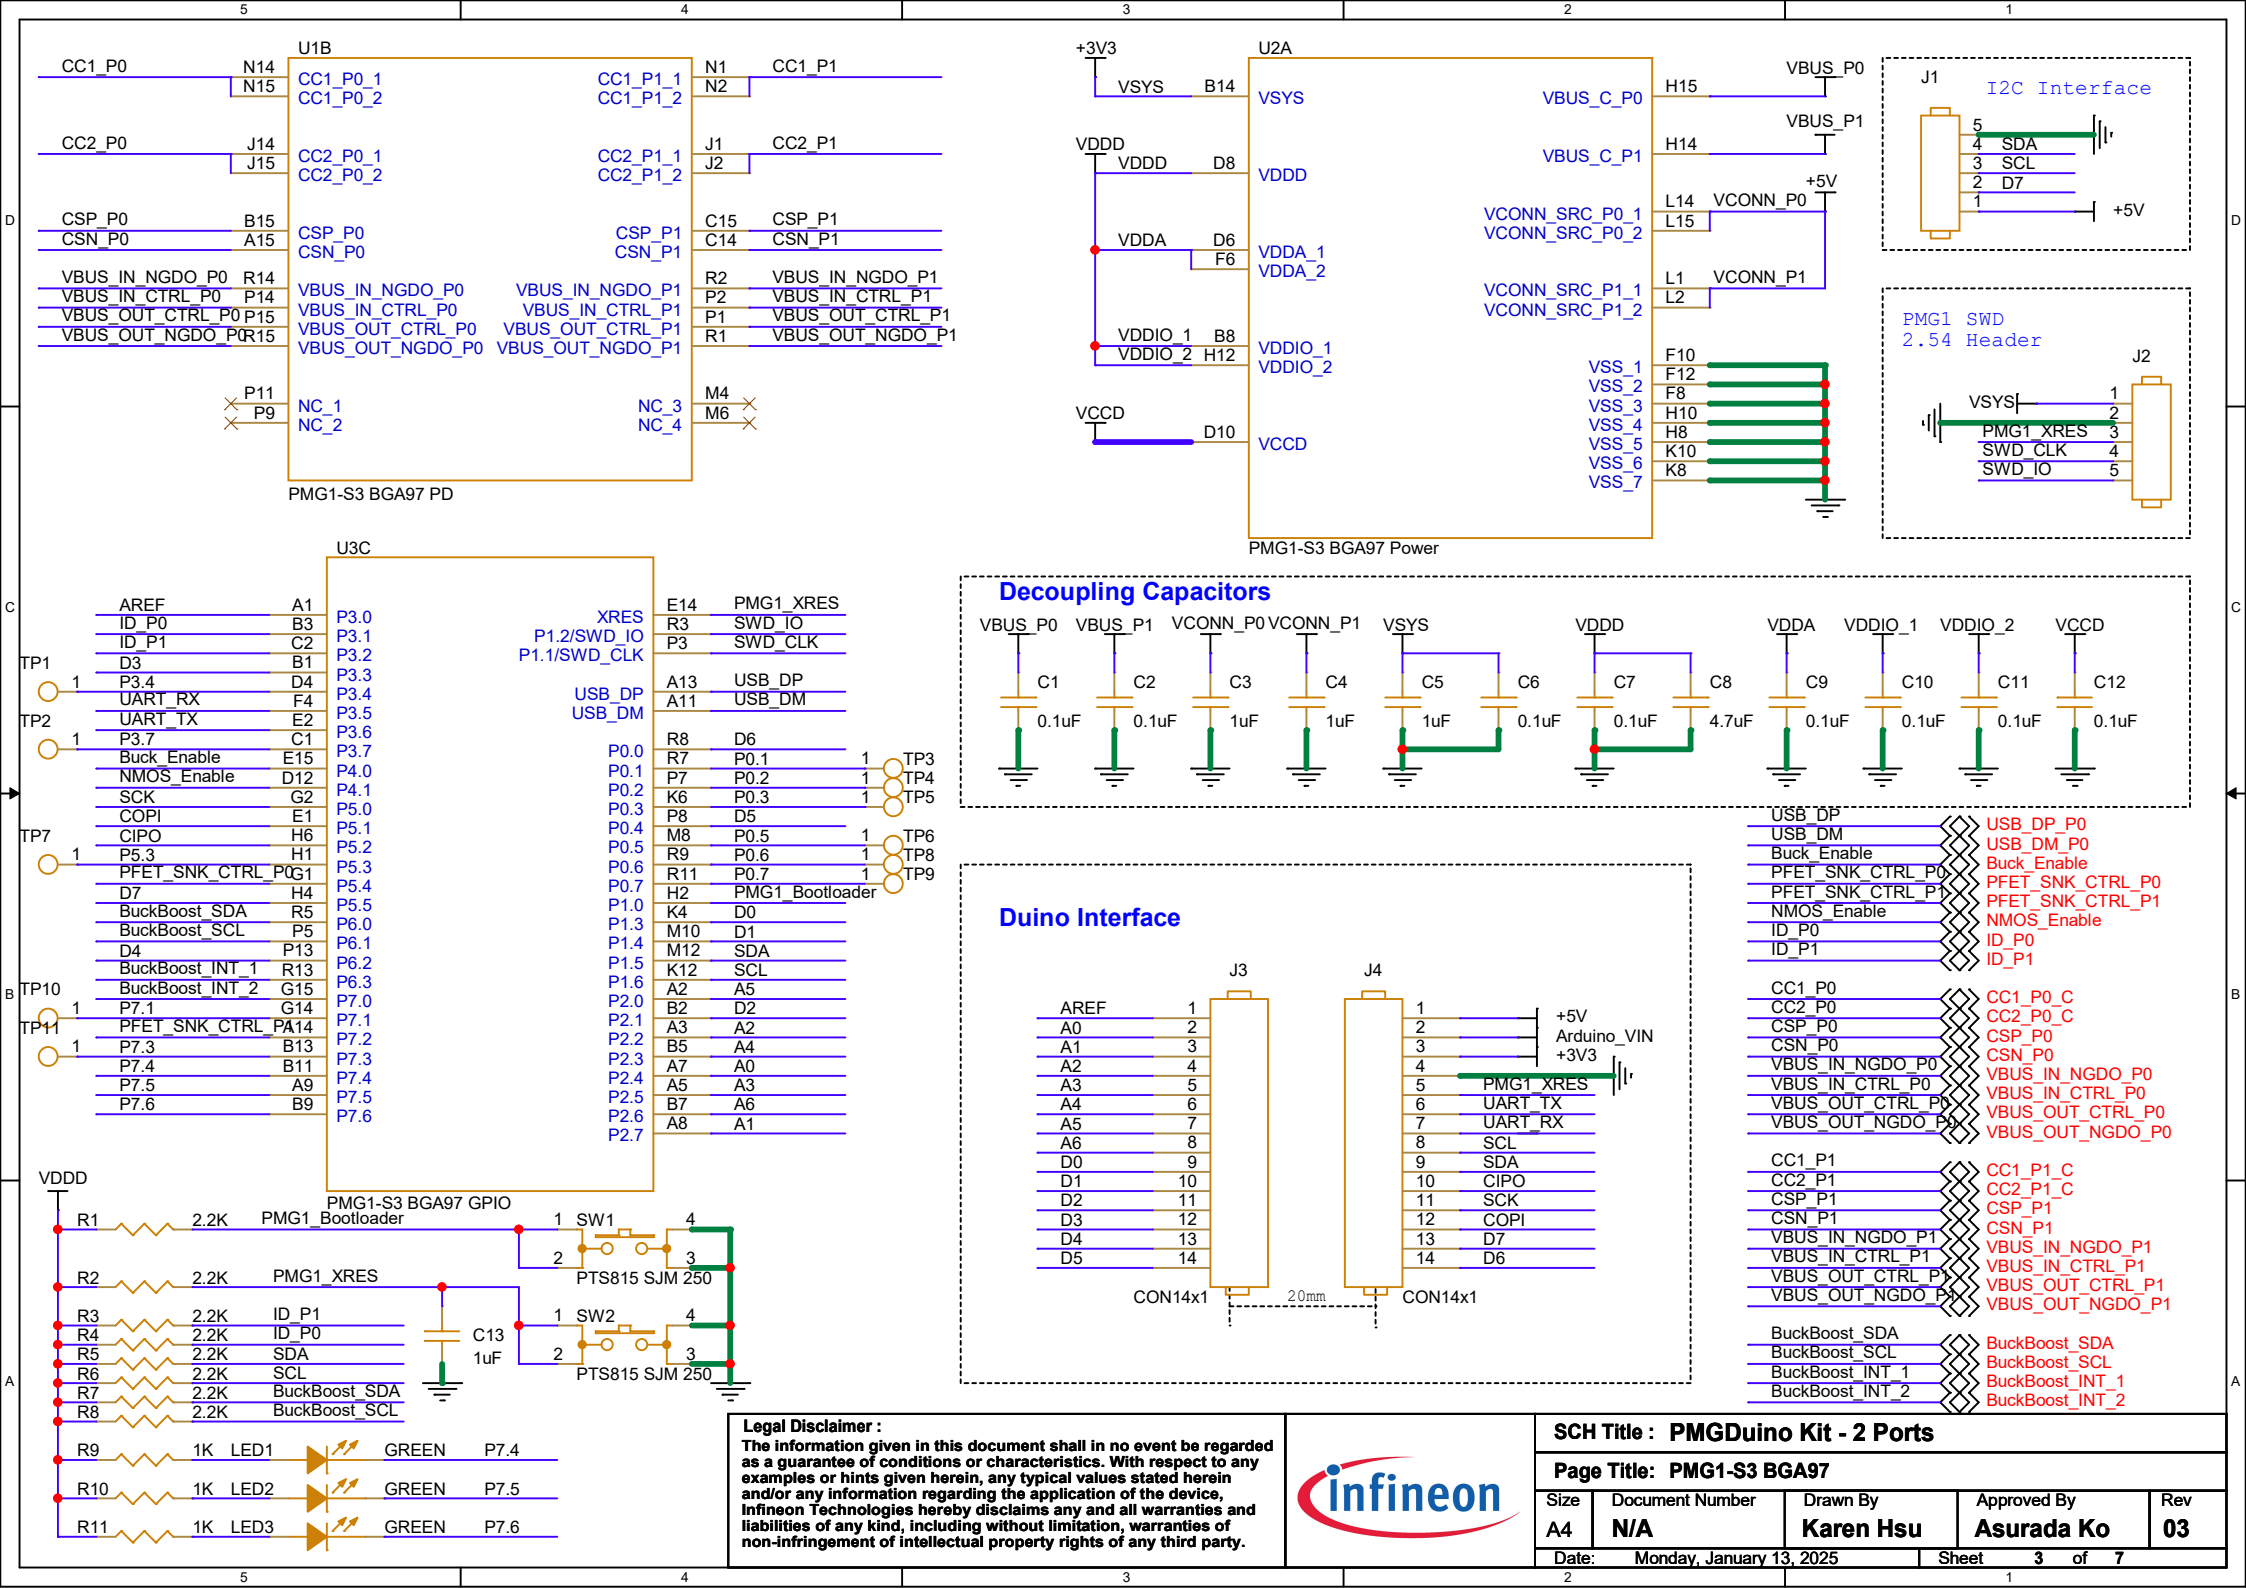 5 4 3 2 1
U1B
CC1_P0 N14 CC1_P0_1 CC1_P1_1 N1 CC1_P1
N15 CC1_P0_2 CC1_P1_2 N2
CC2_P0 J14 CC2_P0_1 CC2_P1_1 J1 CC2_P1
J15 CC2_P0_2 CC2_P1_2 J2
CSP_P0 B15 CSP_P0 CSP_P1 C15 CSP_P1
CSN_P0 A15 CSN_P0 CSN_P1 C14 CSN_P1
VBUS_IN_NGDO_P0 R14 VBUS_IN_NGDO_P0 VBUS_IN_NGDO_P1 R2 VBUS_IN_NGDO_P1
VBUS_IN_CTRL_P0 P14 VBUS_IN_CTRL_P0 VBUS_IN_CTRL_P1 P2 VBUS_IN_CTRL_P1
VBUS_OUT_CTRL_P0 P15 VBUS_OUT_CTRL_P0 VBUS_OUT_CTRL_P1 P1 VBUS_OUT_CTRL_P1
VBUS_OUT_NGDO_P0 R15 VBUS_OUT_NGDO_P0 VBUS_OUT_NGDO_P1 R1 VBUS_OUT_NGDO_P1
P11 NC_1 NC_3 M4
P9 NC_2 NC_4 M6
PMG1-S3 BGA97 PD
U2A
+3V3
VSYS B14 VSYS
VDDD
VDDD D8 VDDD
VDDA D6 VDDA_1
F6 VDDA_2
VDDIO_1 B8 VDDIO_1
VDDIO_2 H12 VDDIO_2
VCCD
D10 VCCD
VBUS_C_P0 H15 VBUS_P0
VBUS_C_P1 H14 VBUS_P1
+5V
VCONN_SRC_P0_1 L14 VCONN_P0
VCONN_SRC_P0_2 L15
VCONN_SRC_P1_1 L1 VCONN_P1
VCONN_SRC_P1_2 L2
VSS_1 F10
VSS_2 F12
VSS_3 F8
VSS_4 H10
VSS_5 H8
VSS_6 K10
VSS_7 K8
PMG1-S3 BGA97 Power
J1 I2C Interface
5
4 SDA
3 SCL
2 D7
1 +5V
PMG1 SWD
2.54 Header
J2
VSYS 1
2
PMG1_XRES 3
SWD_CLK 4
SWD_IO 5
U3C
AREF A1 P3.0
ID_P0 B3 P3.1
ID_P1 C2 P3.2
D3 B1 P3.3
TP1 1 P3.4 D4 P3.4
UART_RX F4 P3.5
UART_TX E2 P3.6
TP2 1 P3.7 C1 P3.7
Buck_Enable E15 P4.0
NMOS_Enable D12 P4.1
SCK G2 P5.0
COPI E1 P5.1
CIPO H6 P5.2
TP7 1 P5.3 H1 P5.3
PFET_SNK_CTRL_P0 G1 P5.4
D7 H4 P5.5
BuckBoost_SDA R5 P6.0
BuckBoost_SCL P5 P6.1
D4 P13 P6.2
BuckBoost_INT_1 R13 P6.3
BuckBoost_INT_2 G15 P7.0
TP10 1 P7.1 G14 P7.1
PFET_SNK_CTRL_P1 A14 P7.2
TP11 1 P7.3 B13 P7.3
P7.4 B11 P7.4
P7.5 A9 P7.5
P7.6 B9 P7.6
XRES E14 PMG1_XRES
P1.2/SWD_IO R3 SWD_IO
P1.1/SWD_CLK P3 SWD_CLK
USB_DP A13 USB_DP
USB_DM A11 USB_DM
P0.0 R8 D6
P0.1 R7 P0.1 1 TP3
P0.2 P7 P0.2 1 TP4
P0.3 K6 P0.3 1 TP5
P0.4 P8 D5
P0.5 M8 P0.5 1 TP6
P0.6 R9 P0.6 1 TP8
P0.7 R11 P0.7 1 TP9
P1.0 H2 PMG1_Bootloader
P1.3 K4 D0
P1.4 M10 D1
P1.5 M12 SDA
P1.6 K12 SCL
P2.0 A2 A5
P2.1 B2 D2
P2.2 A3 A2
P2.3 B5 A4
P2.4 A7 A0
P2.5 A5 A3
P2.6 B7 A6
P2.7 A8 A1
PMG1-S3 BGA97 GPIO
Decoupling Capacitors
VBUS_P0 VBUS_P1 VCONN_P0 VCONN_P1 VSYS VDDD VDDA VDDIO_1 VDDIO_2 VCCD
C1 C2 C3 C4 C5 C6 C7 C8 C9 C10 C11 C12
0.1uF 0.1uF 1uF 1uF 1uF 0.1uF 0.1uF 4.7uF 0.1uF 0.1uF 0.1uF 0.1uF
Duino Interface
J3 J4
AREF 1
A0 2
A1 3
A2 4
A3 5
A4 6
A5 7
A6 8
D0 9
D1 10
D2 11
D3 12
D4 13
D5 14
CON14x1
1 +5V
2 Arduino_VIN
3 +3V3
4
5 PMG1_XRES
6 UART_TX
7 UART_RX
8 SCL
9 SDA
10 CIPO
11 SCK
12 COPI
13 D7
14 D6
CON14x1
20mm
USB_DP USB_DP_P0
USB_DM USB_DM_P0
Buck_Enable Buck_Enable
PFET_SNK_CTRL_P0 PFET_SNK_CTRL_P0
PFET_SNK_CTRL_P1 PFET_SNK_CTRL_P1
NMOS_Enable NMOS_Enable
ID_P0 ID_P0
ID_P1 ID_P1
CC1_P0 CC1_P0_C
CC2_P0 CC2_P0_C
CSP_P0 CSP_P0
CSN_P0 CSN_P0
VBUS_IN_NGDO_P0 VBUS_IN_NGDO_P0
VBUS_IN_CTRL_P0 VBUS_IN_CTRL_P0
VBUS_OUT_CTRL_P0 VBUS_OUT_CTRL_P0
VBUS_OUT_NGDO_P0 VBUS_OUT_NGDO_P0
CC1_P1 CC1_P1_C
CC2_P1 CC2_P1_C
CSP_P1 CSP_P1
CSN_P1 CSN_P1
VBUS_IN_NGDO_P1 VBUS_IN_NGDO_P1
VBUS_IN_CTRL_P1 VBUS_IN_CTRL_P1
VBUS_OUT_CTRL_P1 VBUS_OUT_CTRL_P1
VBUS_OUT_NGDO_P1 VBUS_OUT_NGDO_P1
BuckBoost_SDA BuckBoost_SDA
BuckBoost_SCL BuckBoost_SCL
BuckBoost_INT_1 BuckBoost_INT_1
BuckBoost_INT_2 BuckBoost_INT_2
VDDD
R1 2.2K PMG1_Bootloader 1 SW1 4
2 3
PTS815 SJM 250
R2 2.2K PMG1_XRES
C13
1uF
1 SW2 4
2 3
PTS815 SJM 250
R3 2.2K ID_P1
R4 2.2K ID_P0
R5 2.2K SDA
R6 2.2K SCL
R7 2.2K BuckBoost_SDA
R8 2.2K BuckBoost_SCL
R9 1K LED1 GREEN P7.4
R10 1K LED2 GREEN P7.5
R11 1K LED3 GREEN P7.6
D D
C C
B B
A A
Legal Disclaimer :
The information given in this document shall in no event be regarded
as a guarantee of conditions or characteristics. With respect to any
examples or hints given herein, any typical values stated herein
and/or any information regarding the application of the device,
Infineon Technologies hereby disclaims any and all warranties and
liabilities of any kind, including without limitation, warranties of
non-infringement of intellectual property rights of any third party.
infineon
SCH Title : PMGDuino Kit - 2 Ports
Page Title: PMG1-S3 BGA97
Size Document Number Drawn By Approved By Rev
A4 N/A Karen Hsu Asurada Ko 03
Date: Monday, January 13, 2025 Sheet 3 of 7
5 4 3 2 1